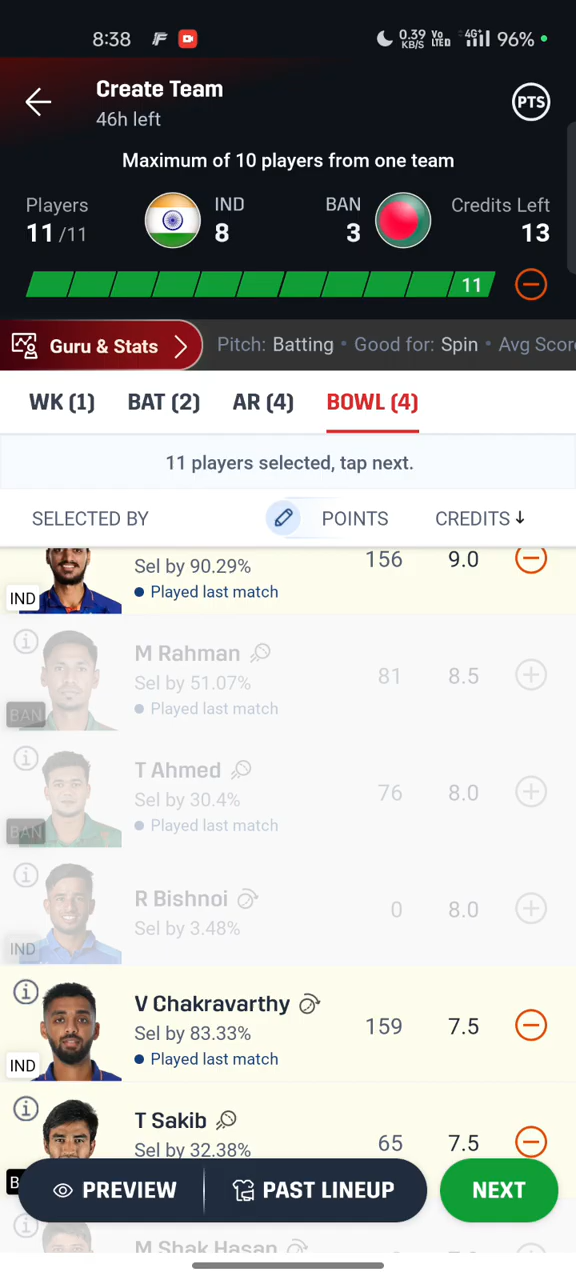 8:38
0.39 KB/S Vo LTED 4G+ 96%
Create Team
46h left
PTS
Maximum of 10 players from one team
Players IND BAN Credits Left
11/11 8 3 13
11
Guru & Stats Pitch: Batting • Good for: Spin • Avg Scor
WK (1) BAT (2) AR (4) BOWL (4)
11 players selected, tap next.
SELECTED BY POINTS CREDITS ↓
Sel by 90.29% 156 9.0
IND • Played last match
M Rahman
Sel by 51.07% 81 8.5
BAN • Played last match
T Ahmed
Sel by 30.4% 76 8.0
BAN • Played last match
R Bishnoi
Sel by 3.48% 0 8.0
IND
V Chakravarthy
Sel by 83.33% 159 7.5
IND • Played last match
T Sakib
Sel by 32.38% 65 7.5
B
PREVIEW PAST LINEUP NEXT
M Shak Hasan